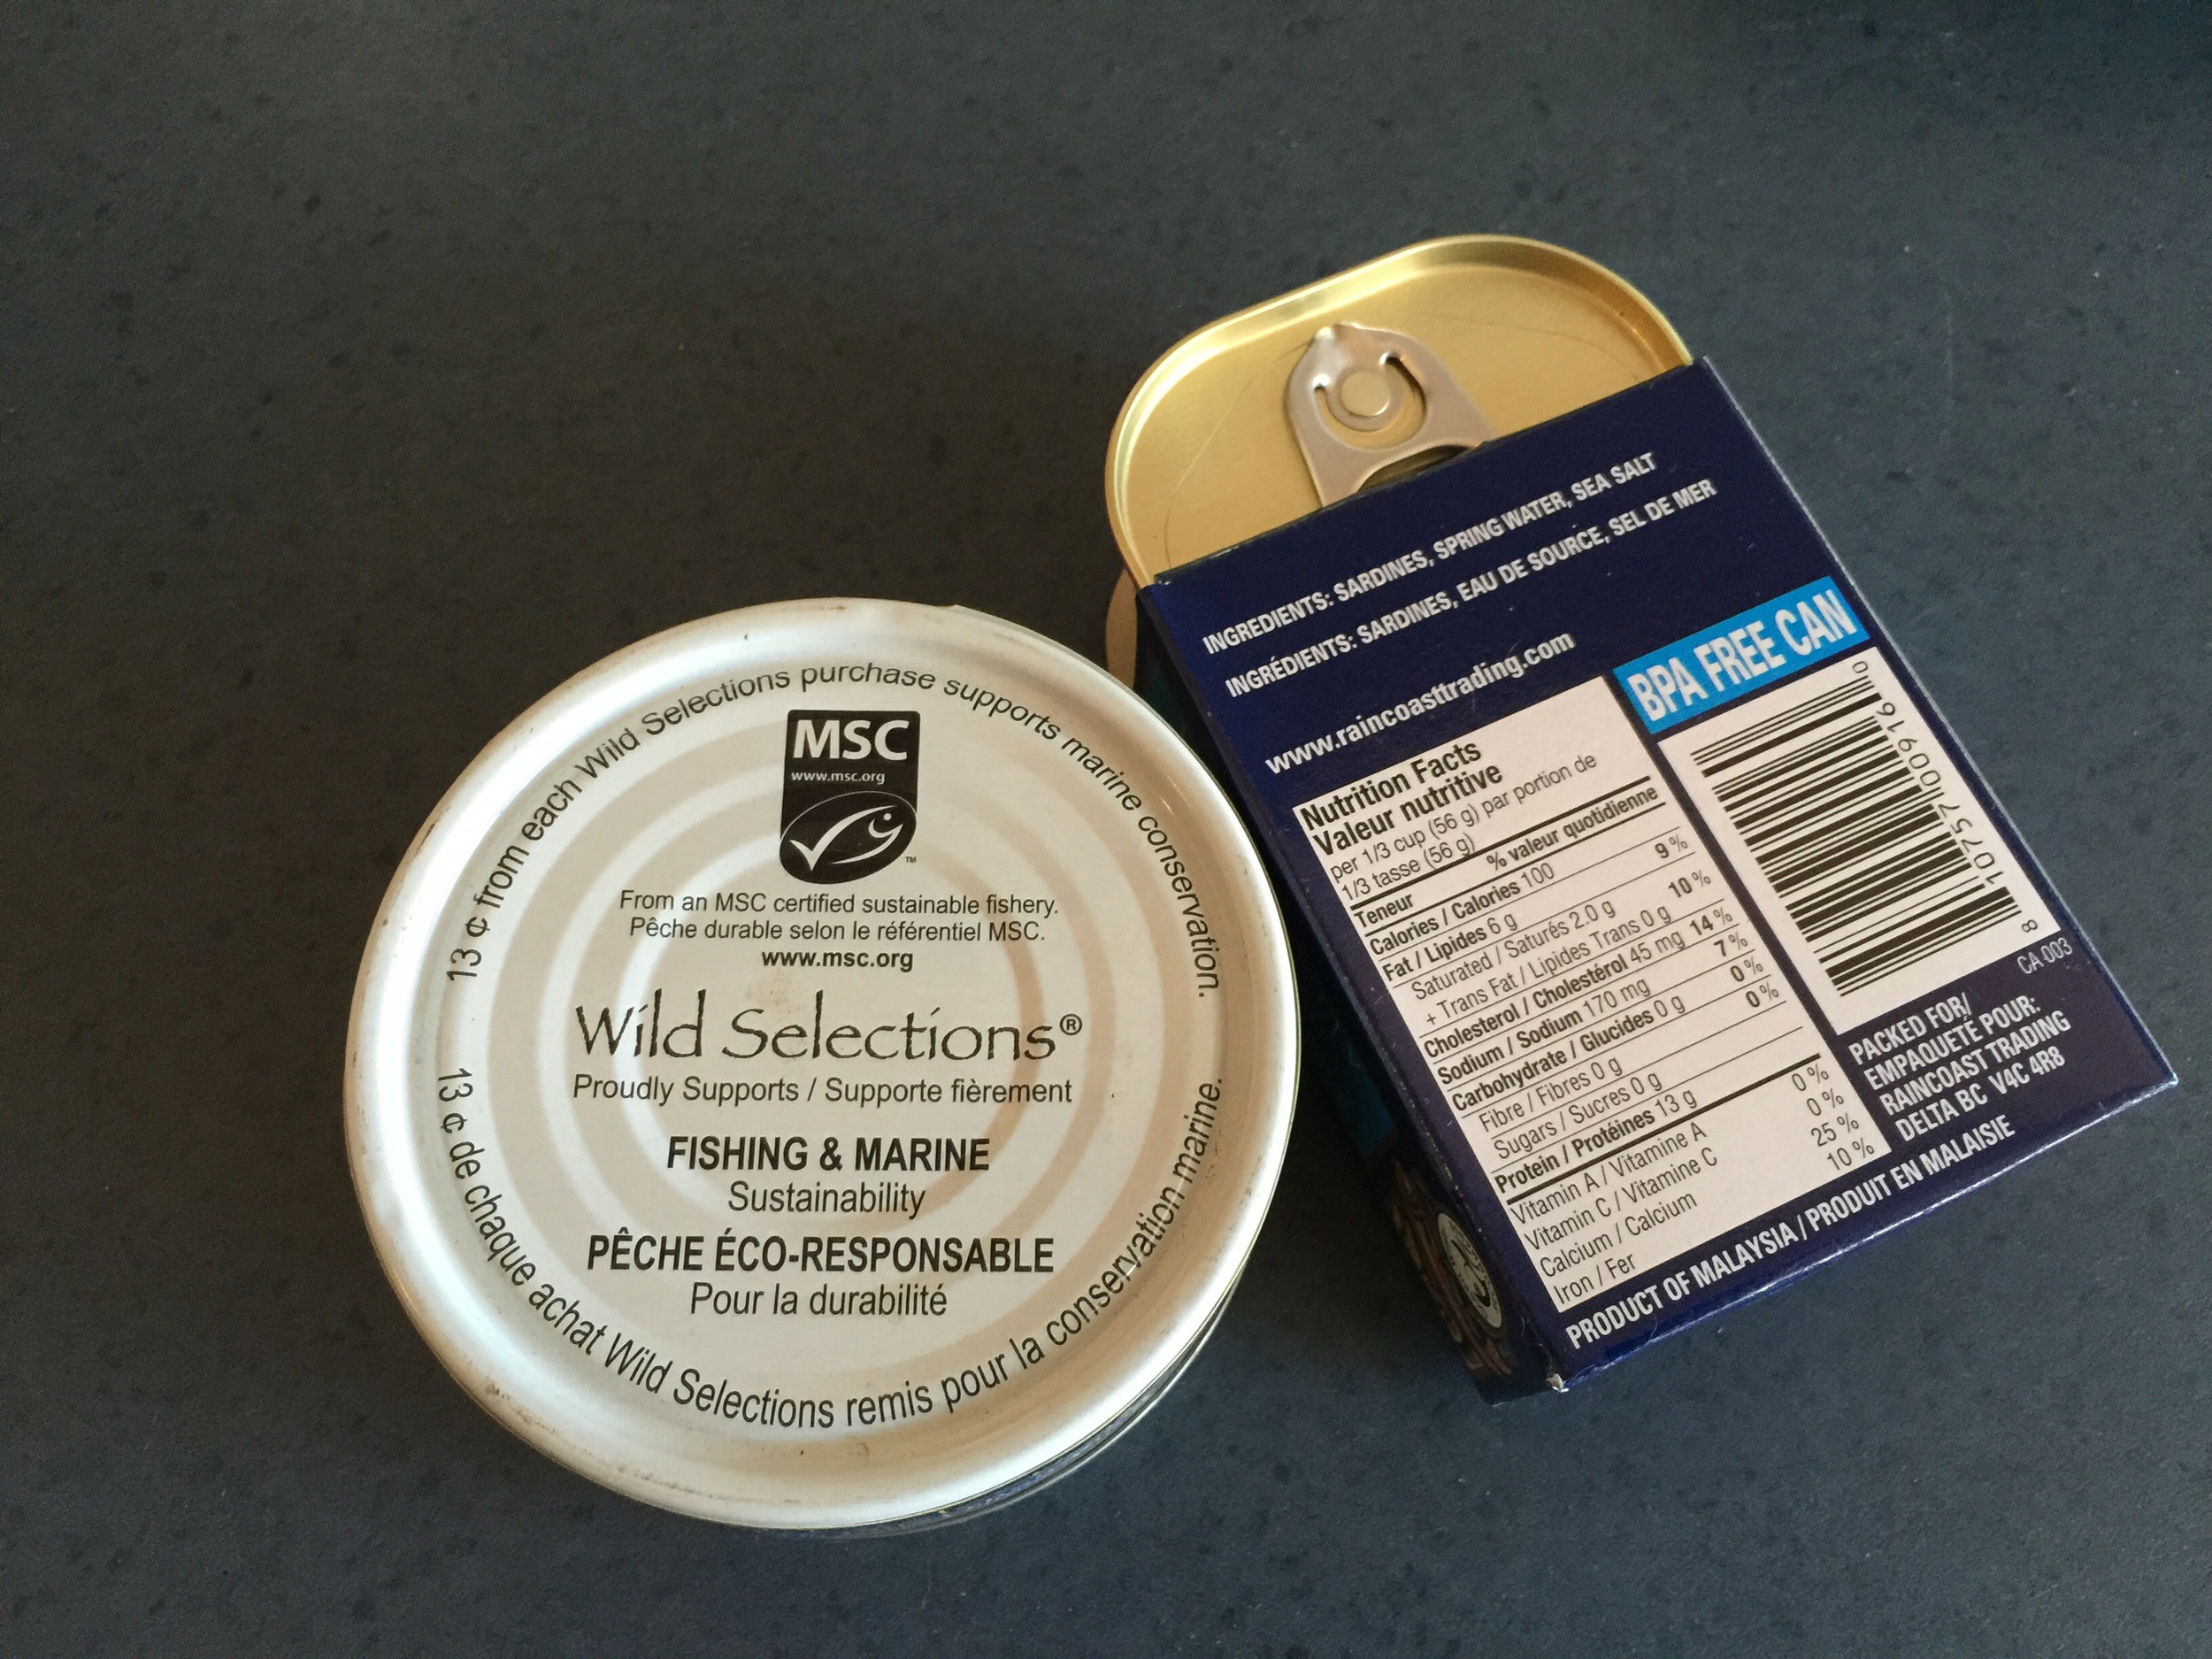 13 ¢ from each Wild Selections purchase supports marine conservation.
MSC
www.msc.org
TM
From an MSC certified sustainable fishery.
Pêche durable selon le référentiel MSC.
www.msc.org
Wild Selections®
Proudly Supports / Supporte fièrement
FISHING & MARINE
Sustainability
PÊCHE ÉCO-RESPONSABLE
Pour la durabilité
13 ¢ de chaque achat Wild Selections remis pour la conservation marine.
INGREDIENTS: SARDINES, SPRING WATER, SEA SALT
INGRÉDIENTS: SARDINES, EAU DE SOURCE, SEL DE MER
www.raincoasttrading.com
BPA FREE CAN
Nutrition Facts
Valeur nutritive
per 1/3 cup (56 g) par portion de
1/3 tasse (56 g)
Teneur % valeur quotidienne
Calories / Calories 100
Fat / Lipides 6 g 9 %
Saturated / Saturés 2.0 g
+ Trans Fat / Lipides Trans 0 g 10 %
Cholesterol / Cholestérol 45 mg 14 %
Sodium / Sodium 170 mg 7 %
Carbohydrate / Glucides 0 g 0 %
Fibre / Fibres 0 g 0 %
Sugars / Sucres 0 g
Protein / Protéines 13 g
Vitamin A / Vitamine A 0 %
Vitamin C / Vitamine C 0 %
Calcium / Calcium 25 %
Iron / Fer 10 %
8 10257 00916 0
CA 003
PACKED FOR/
EMPAQUETÉ POUR:
RAINCOAST TRADING
DELTA BC V4C 4R8
PRODUCT OF MALAYSIA / PRODUIT EN MALAISIE